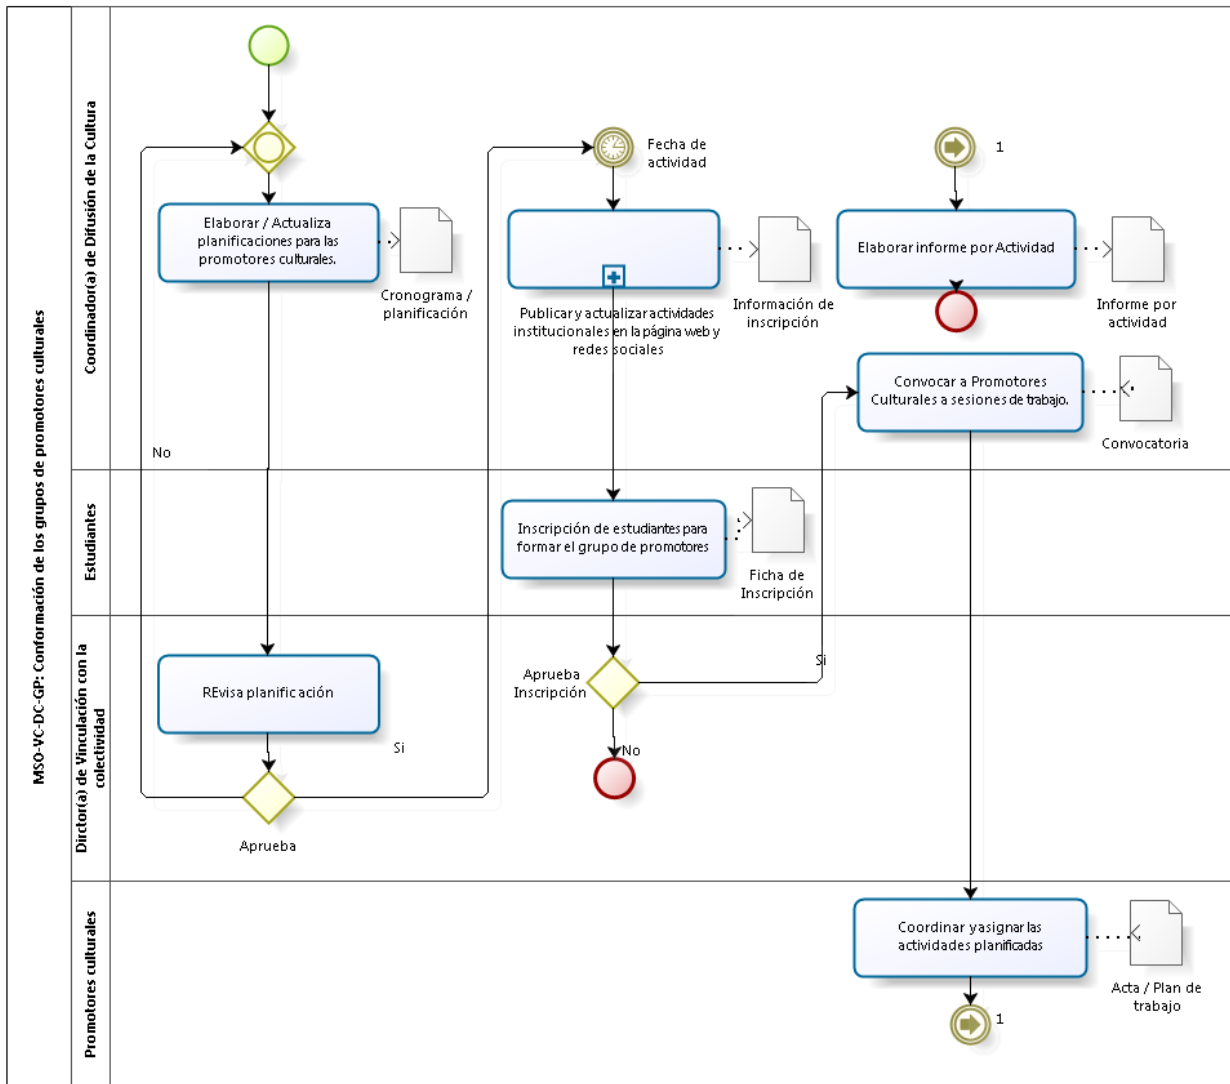 MSO-VC-DC-GP: Conformación de los grupos de promotores culturales
Coordinador(a) de Difusión de la Cultura
Elaborar / Actualiza
planificaciones para las
promotores culturales.
Cronograma /
planificación
Fecha de
actividad
Publicar y actualizar actividades
institucionales en la página web y
redes sociales
Información de
inscripción
1
Elaborar informe por Actividad
Informe por
actividad
Convocar a Promotores
Culturales a sesiones de trabajo.
Convocatoria
No
Estudiantes
Inscripción de estudiantes para
formar el grupo de promotores
Ficha de
Inscripción
Dirctor(a) de Vinculación con la
colectividad
REvisa planificación
Si
Aprueba
Aprueba
Inscripción
Si
No
Promotores culturales
Coordinar y asignar las
actividades planificadas
Acta / Plan de
trabajo
1